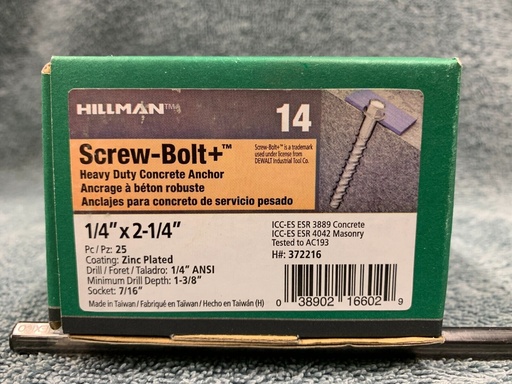 HILLMAN™
14
Screw-Bolt+™
Heavy Duty Concrete Anchor
Ancrage à béton robuste
Anclajes para concreto de servicio pesado
Screw-Bolt+™ is a trademark
used under license from
DEWALT Industrial Tool Co.
1/4" x 2-1/4"
Pc / Pz: 25
Coating: Zinc Plated
Drill / Foret / Taladro: 1/4" ANSI
Minimum Drill Depth: 1-3/8"
Socket: 7/16"
Made in Taiwan / Fabriqué en Taïwan / Hecho en Taiwán (H)
ICC-ES ESR 3889 Concrete
ICC-ES ESR 4042 Masonry
Tested to AC193
H#: 372216
0 38902 16602 9